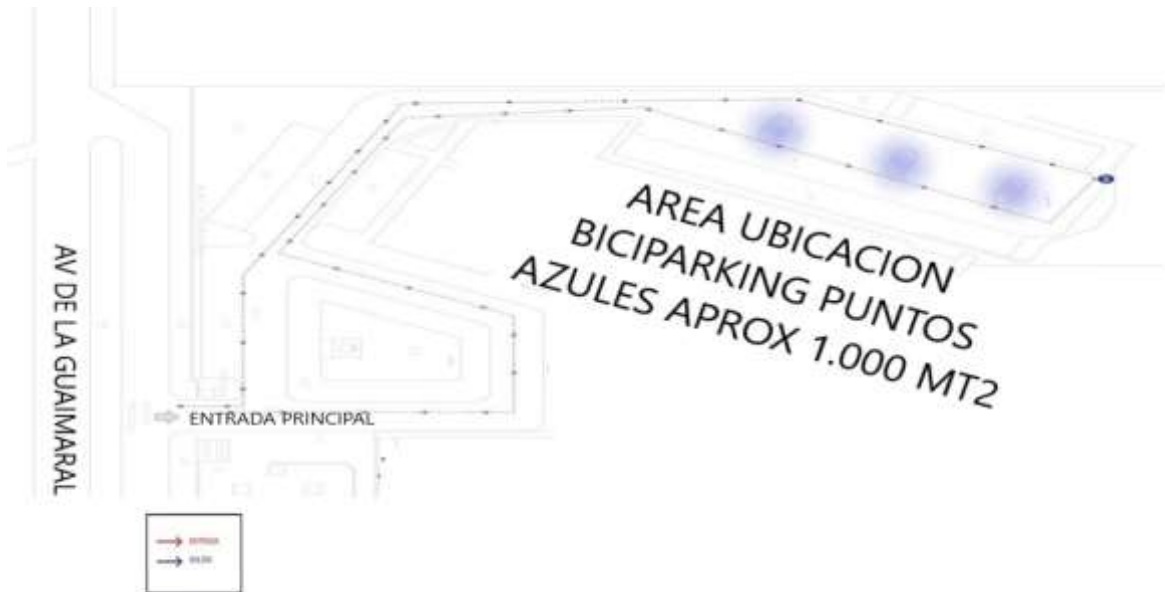 AREA UBICACION
BICIPARKING PUNTOS
AZULES APROX 1.000 MT2
AV DE LA GUAIMARAL
ENTRADA PRINCIPAL